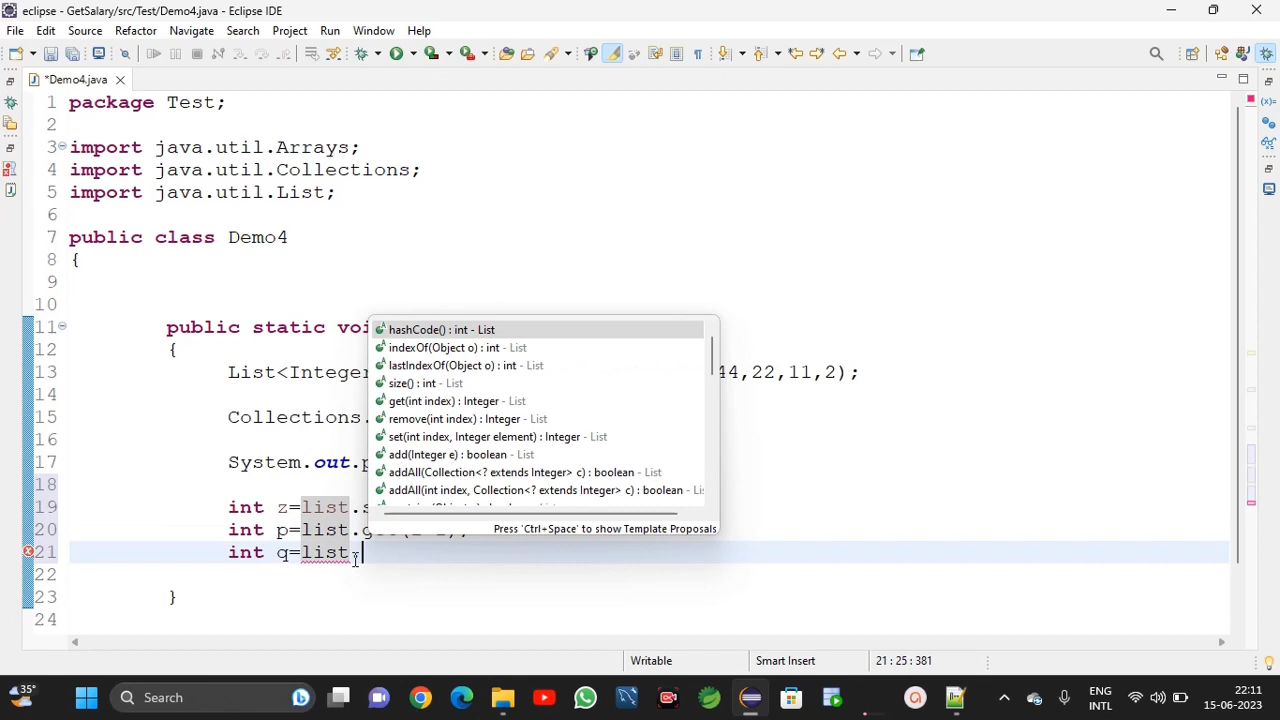 eclipse - GetSalary/src/Test/Demo4.java - Eclipse IDE
File Edit Source Refactor Navigate Search Project Run Window Help
*Demo4.java
1 package Test;
2
3 import java.util.Arrays;
4 import java.util.Collections;
5 import java.util.List;
6
7 public class Demo4
8 {
9
10
11 public static voi
12 {
13 List<Integer 44,22,11,2);
14
15 Collections.
16
17 System.out.p
18
19 int z=list.s
20 int p=list.
21 int q=list.
22
23 }
24
hashCode() : int - List
indexOf(Object o) : int - List
lastIndexOf(Object o) : int - List
size() : int - List
get(int index) : Integer - List
remove(int index) : Integer - List
set(int index, Integer element) : Integer - List
add(Integer e) : boolean - List
addAll(Collection<? extends Integer> c) : boolean - List
addAll(int index, Collection<? extends Integer> c) : boolean - Lis
Press 'Ctrl+Space' to show Template Proposals
Writable Smart Insert 21 : 25 : 381
35° Search ENG INTL 22:11 15-06-2023